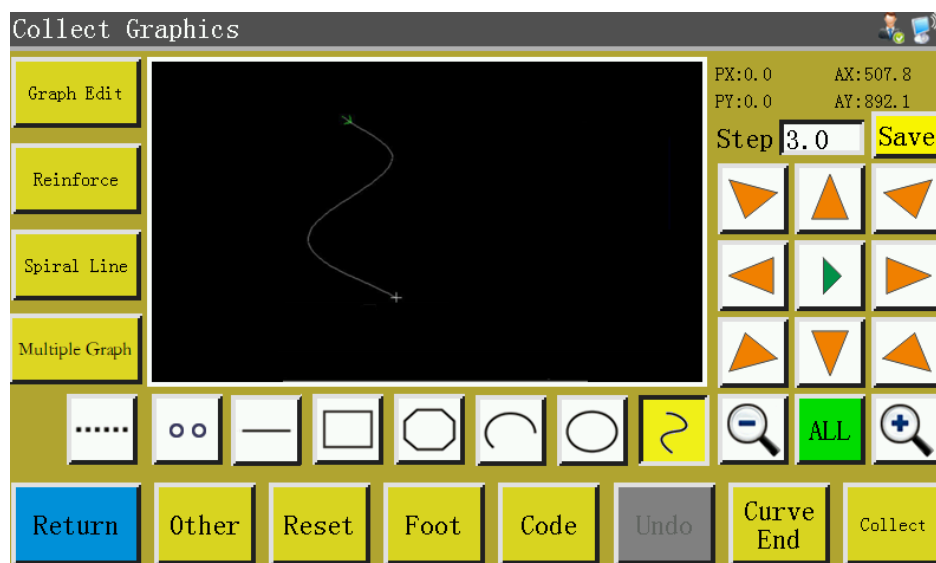 Collect Graphics
Graph Edit
PX:0.0 AX:507.8
PY:0.0 AY:892.1
Step 3.0 Save
Reinforce
Spiral Line
Multiple Graph
ALL
Return Other Reset Foot Code Undo Curve End Collect